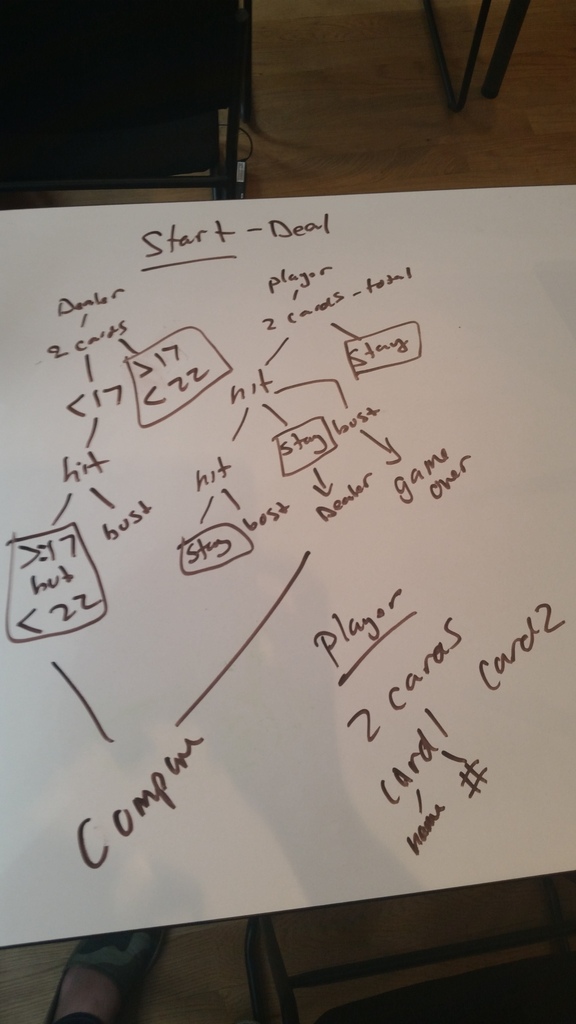 Start - Deal
Dealer
2 cards
<17
>17
<22
hit
>=17
but
<22
bust
player
2 cards - total
hit
Stay
hit
Stay
bust
Stay
bust
Dealer
game
over
Compare
player
2 cards
card1
card2
name
#